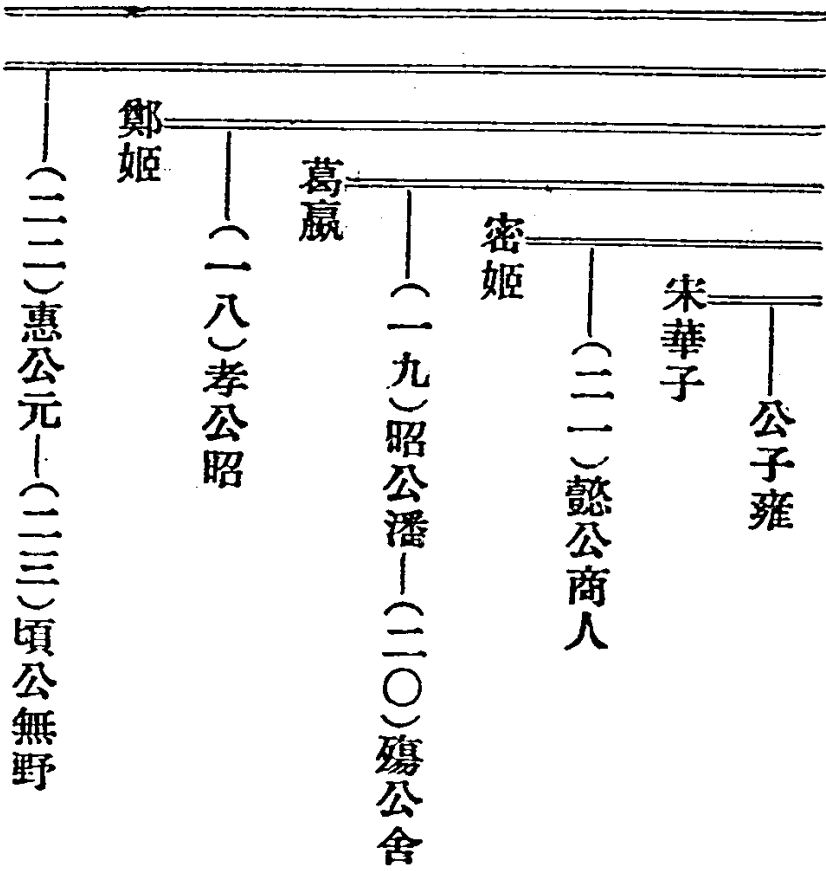 公子雍
宋華子
(二一)懿公商人
密姬
(一九)昭公潘—(二〇)殤公舍
葛嬴
(一八)孝公昭
鄭姬
(二二)惠公元—(二三)頃公無野